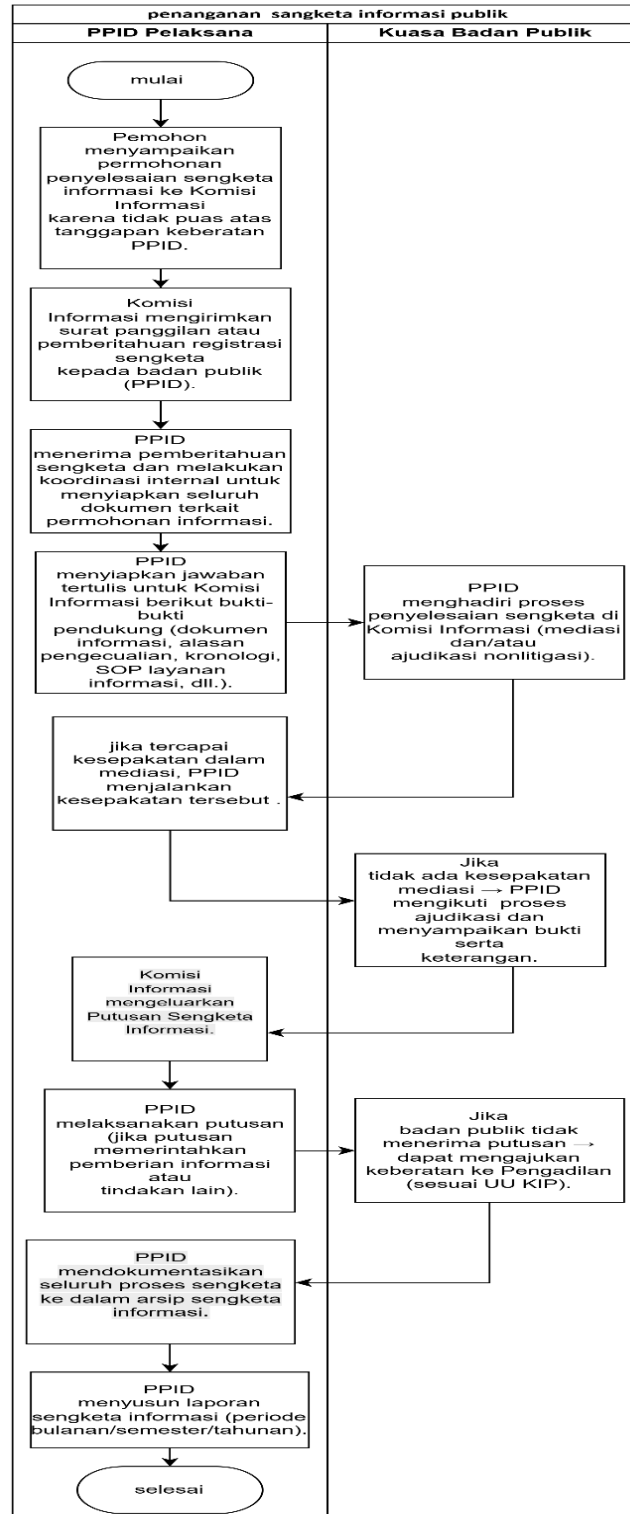 penanganan sangketa informasi publik
PPID Pelaksana
Kuasa Badan Publik
mulai
Pemohon
menyampaikan
permohonan
penyelesaian sengketa
informasi ke Komisi
Informasi
karena tidak puas atas
tanggapan keberatan
PPID.
Komisi
Informasi mengirimkan
surat panggilan atau
pemberitahuan registrasi
sengketa
kepada badan publik
(PPID).
PPID
menerima pemberitahuan
sengketa dan melakukan
koordinasi internal untuk
menyiapkan seluruh
dokumen terkait
permohonan informasi.
PPID
menyiapkan jawaban
tertulis untuk Komisi
Informasi berikut bukti-
bukti
pendukung (dokumen
informasi, alasan
pengecualian, kronologi,
SOP layanan
informasi, dll.).
PPID
menghadiri proses
penyelesaian sengketa di
Komisi Informasi (mediasi
dan/atau
ajudikasi nonlitigasi).
jika tercapai
kesepakatan dalam
mediasi, PPID
menjalankan
kesepakatan tersebut .
Jika
tidak ada kesepakatan
mediasi → PPID
mengikuti proses
ajudikasi dan
menyampaikan bukti
serta
keterangan.
Komisi
Informasi
mengeluarkan
Putusan Sengketa
Informasi.
PPID
melaksanakan putusan
(jika putusan
memerintahkan
pemberian informasi
atau
tindakan lain).
Jika
badan publik tidak
menerima putusan →
dapat mengajukan
keberatan ke Pengadilan
(sesuai UU KIP).
PPID
mendokumentasikan
seluruh proses sengketa
ke dalam arsip sengketa
informasi.
PPID
menyusun laporan
sengketa informasi (periode
bulanan/semester/tahunan).
selesai